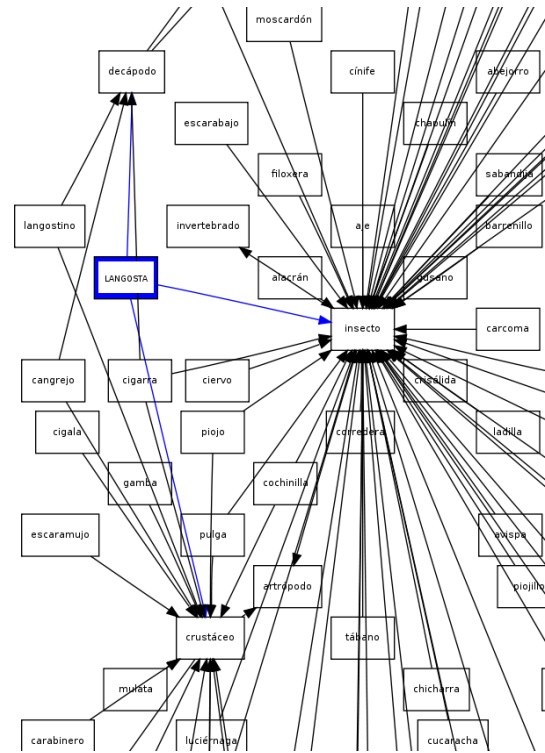 moscardón
decápodo
cínife
abejorro
escarabajo
chapulín
filoxera
sabandija
langostino
invertebrado
aje
barrenillo
LANGOSTA
alacrán
gusano
insecto
carcoma
cangrejo
cigarra
ciervo
crisálida
cigala
piojo
corredera
ladilla
gamba
cochinilla
escaramujo
pulga
avispa
artrópodo
piojillo
crustáceo
tábano
mulata
chicharra
carabinero
luciérnaga
cucaracha